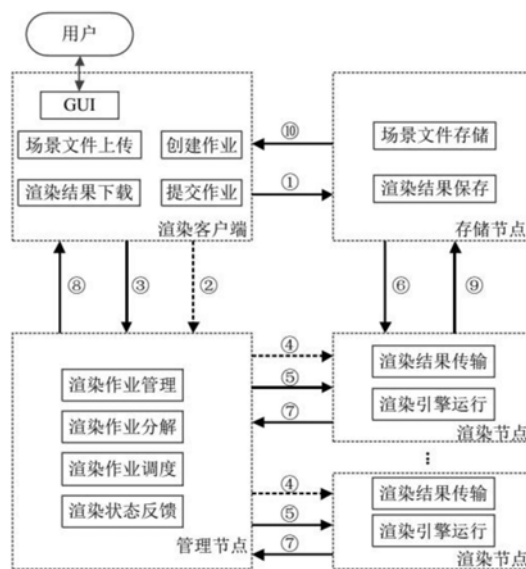 用户
GUI
场景文件上传
创建作业
渲染结果下载
提交作业
渲染客户端
⑩
①
场景文件存储
渲染结果保存
存储节点
⑧
③
②
⑥
⑨
渲染作业管理
渲染作业分解
渲染作业调度
渲染状态反馈
管理节点
④
⑤
⑦
渲染结果传输
渲染引擎运行
渲染节点
⋮
④
⑤
⑦
渲染结果传输
渲染引擎运行
渲染节点